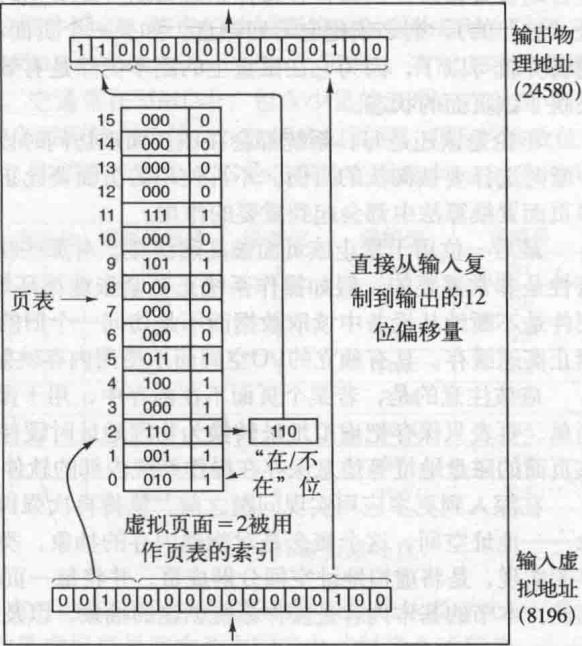 1 1 0 0 0 0 0 0 0 0 0 0 1 0 0
输出物
理地址
(24580)
15 000 0
14 000 0
13 000 0
12 000 0
11 111 1
10 000 0
9 101 1
8 000 0
7 000 0
6 000 0
5 011 1
4 100 1
3 000 1
2 110 1
1 001 1
0 010 1
页表
110
“在/不
在”位
直接从输入复
制到输出的12
位偏移量
虚拟页面=2被用
作页表的索引
0 0 1 0 0 0 0 0 0 0 0 0 0 1 0 0
输入虚
拟地址
(8196)